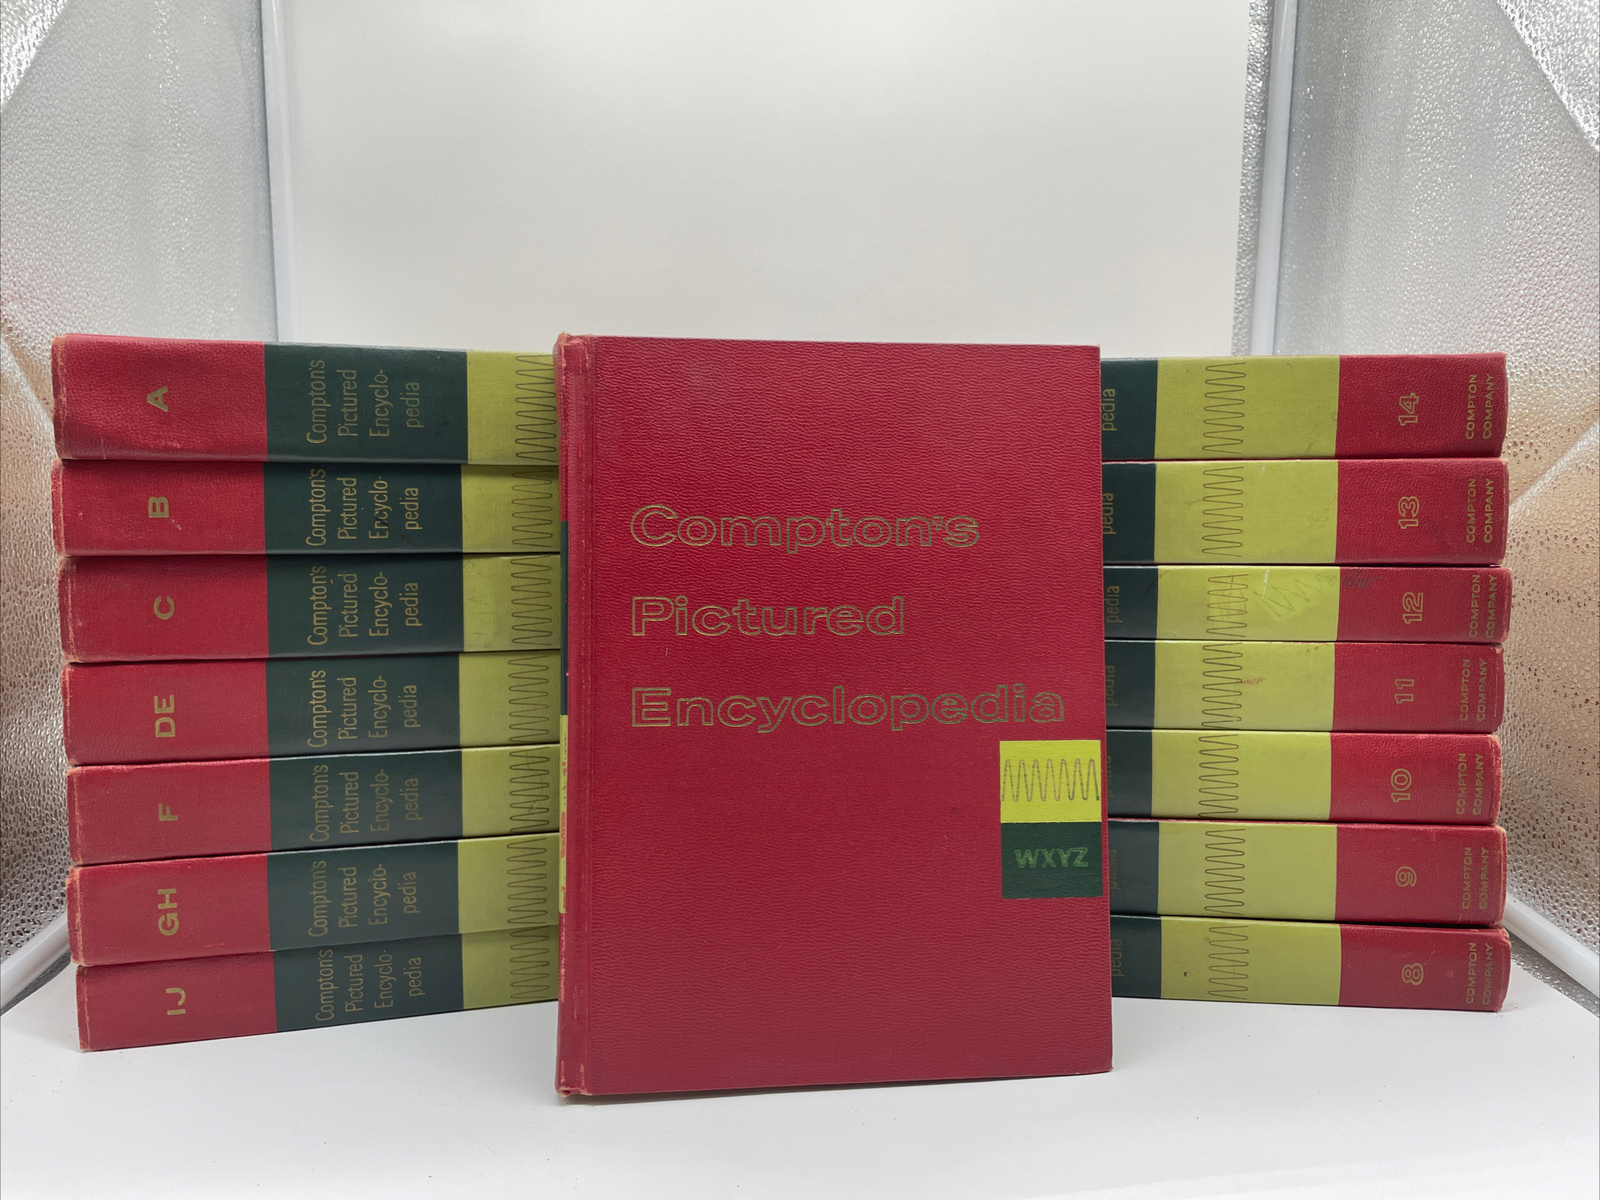 A
Compton's
Pictured
Encyclo-
pedia
B
Compton's
Pictured
Encyclo-
pedia
C
Compton's
Pictured
Encyclo-
pedia
DE
Compton's
Pictured
Encyclo-
pedia
F
Compton's
Pictured
Encyclo-
pedia
GH
Compton's
Pictured
Encyclo-
pedia
IJ
Compton's
Pictured
Encyclo-
pedia
Compton's
Pictured
Encyclopedia
WXYZ
pedia
14
COMPTON
COMPANY
pedia
13
COMPTON
COMPANY
pedia
12
COMPTON
COMPANY
pedia
11
COMPTON
COMPANY
10
COMPTON
COMPANY
9
COMPTON
COMPANY
pedia
8
COMPTON
COMPANY